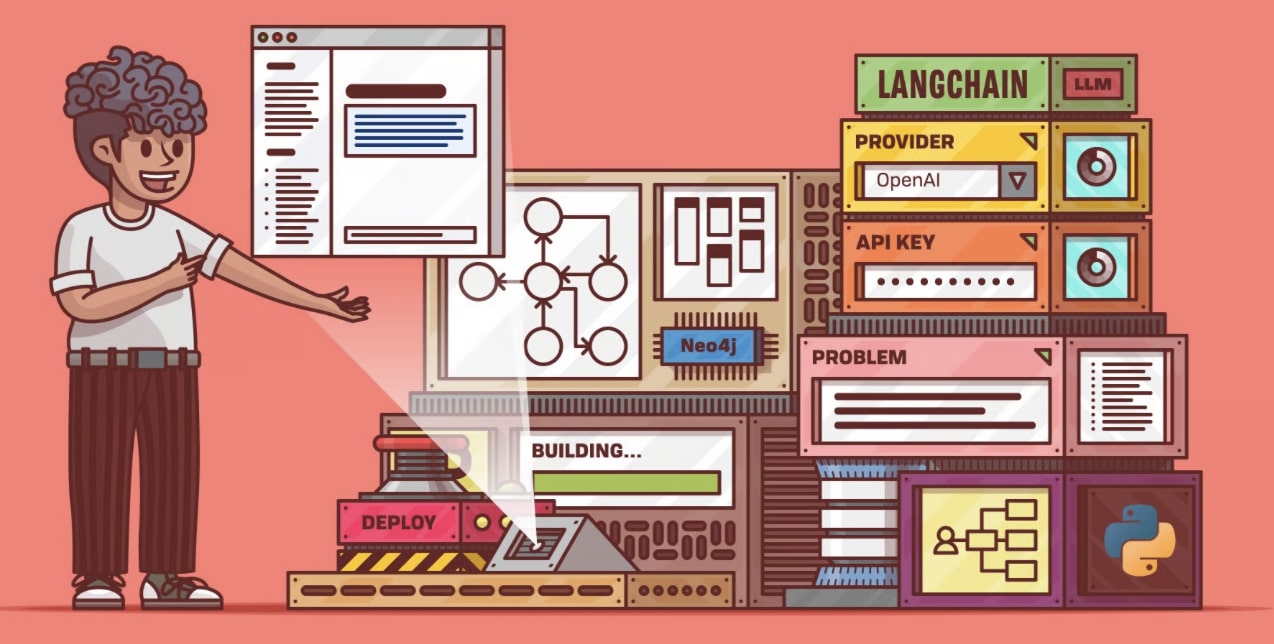 LANGCHAIN
LLM
PROVIDER
OpenAI
API KEY
Neo4j
PROBLEM
BUILDING...
DEPLOY